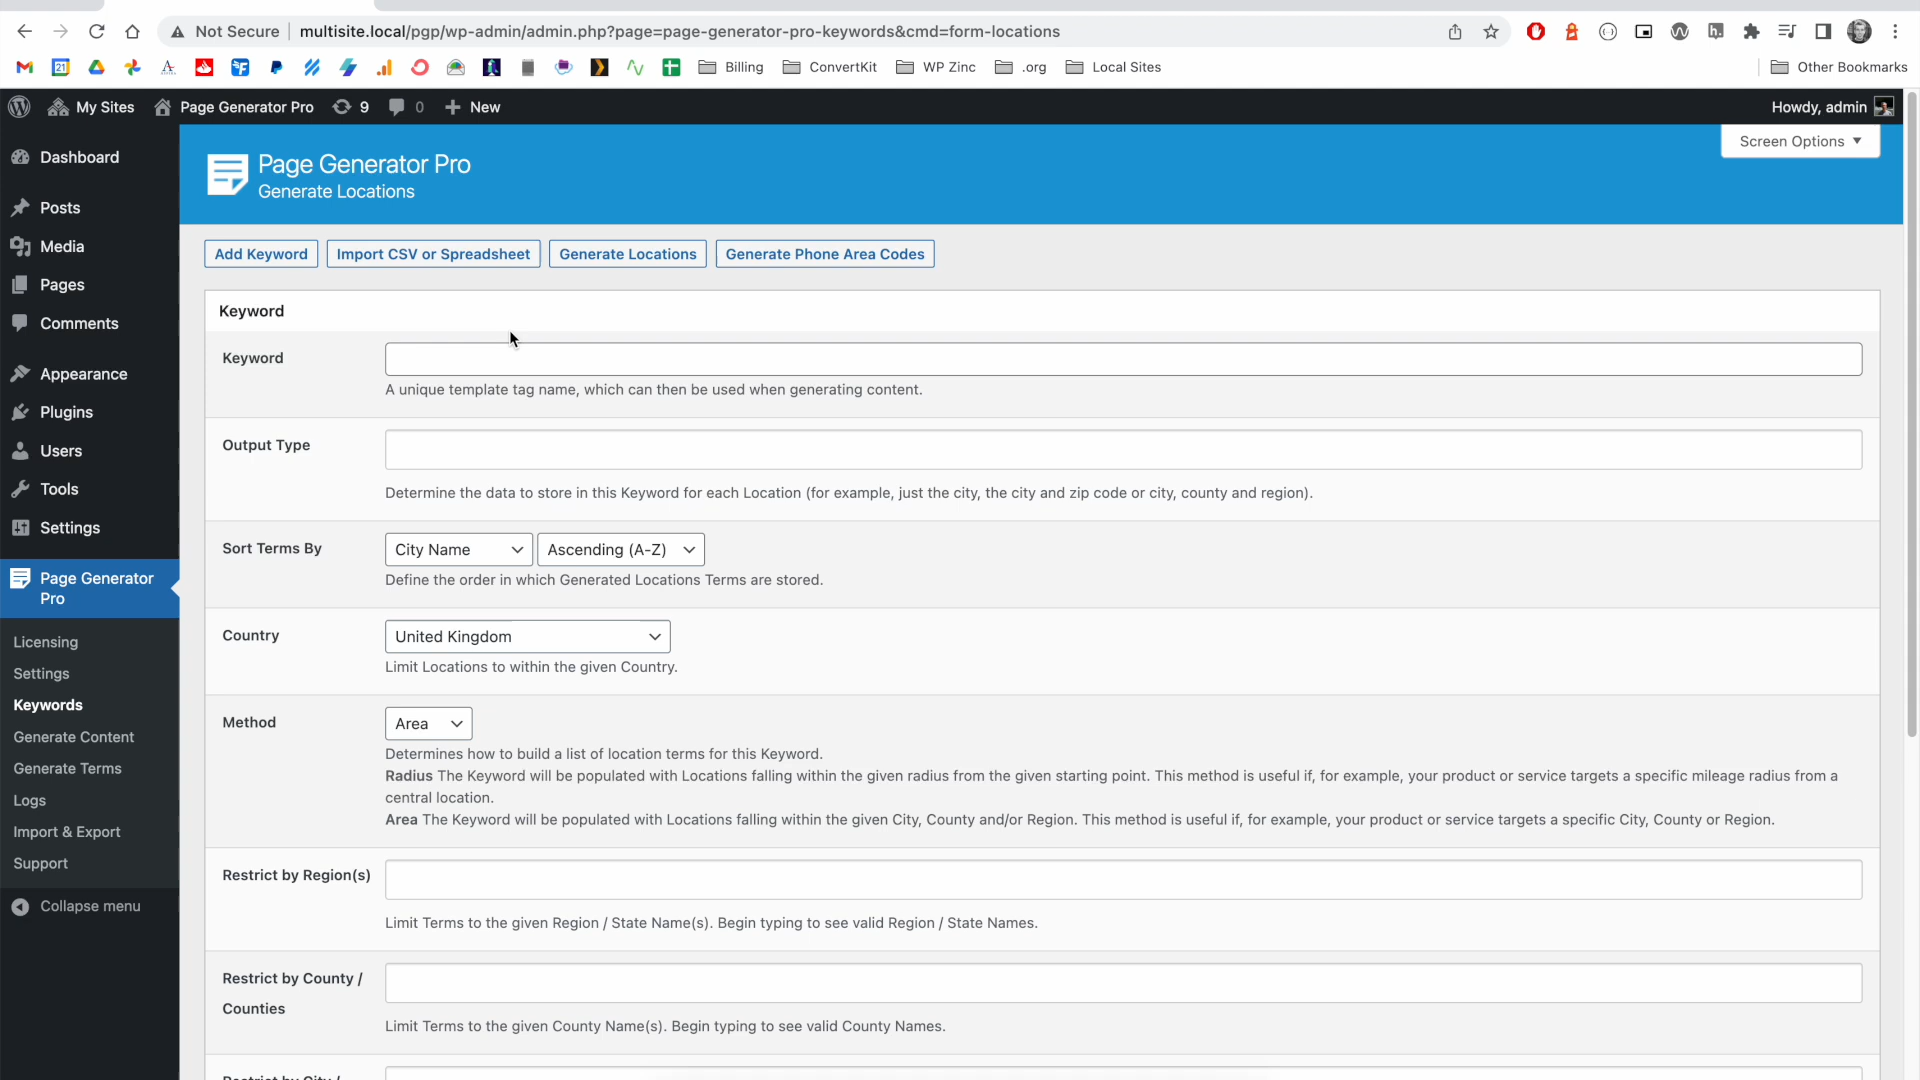 Not Secure
multisite.local/pgp/wp-admin/admin.php?page=page-generator-pro-keywords&cmd=form-locations
21
Billing
ConvertKit
WP Zinc
.org
Local Sites
Other Bookmarks
My Sites
Page Generator Pro
9
0
New
Howdy, admin
Dashboard
Posts
Media
Pages
Comments
Appearance
Plugins
Users
Tools
Settings
Page Generator
Pro
Licensing
Settings
Keywords
Generate Content
Generate Terms
Logs
Import & Export
Support
Collapse menu
Screen Options
Page Generator Pro
Generate Locations
Add Keyword
Import CSV or Spreadsheet
Generate Locations
Generate Phone Area Codes
Keyword
Keyword
A unique template tag name, which can then be used when generating content.
Output Type
Determine the data to store in this Keyword for each Location (for example, just the city, the city and zip code or city, county and region).
Sort Terms By
City Name
Ascending (A-Z)
Define the order in which Generated Locations Terms are stored.
Country
United Kingdom
Limit Locations to within the given Country.
Method
Area
Determines how to build a list of location terms for this Keyword.
Radius The Keyword will be populated with Locations falling within the given radius from the given starting point. This method is useful if, for example, your product or service targets a specific mileage radius from a
central location.
Area The Keyword will be populated with Locations falling within the given City, County and/or Region. This method is useful if, for example, your product or service targets a specific City, County or Region.
Restrict by Region(s)
Limit Terms to the given Region / State Name(s). Begin typing to see valid Region / State Names.
Restrict by County /
Counties
Limit Terms to the given County Name(s). Begin typing to see valid County Names.
Restrict by City /